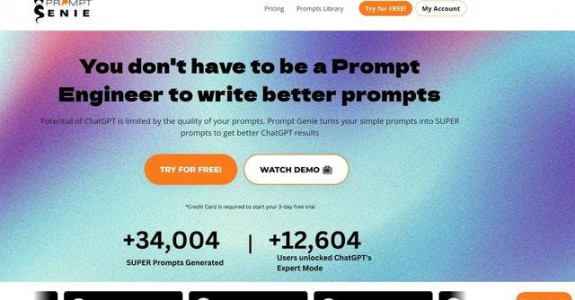 PROMPT
GENIE
Pricing
Prompts Library
Try for FREE!
My Account
You don't have to be a Prompt
Engineer to write better prompts
Potential of ChatGPT is limited by the quality of your prompts. Prompt Genie turns your simple prompts into SUPER
prompts to get better ChatGPT results
TRY FOR FREE!
WATCH DEMO
*Credit Card is required to start your 3-day free trial
+34,004
|
+12,604
SUPER Prompts Generated
Users unlocked ChatGPT's
Expert Mode